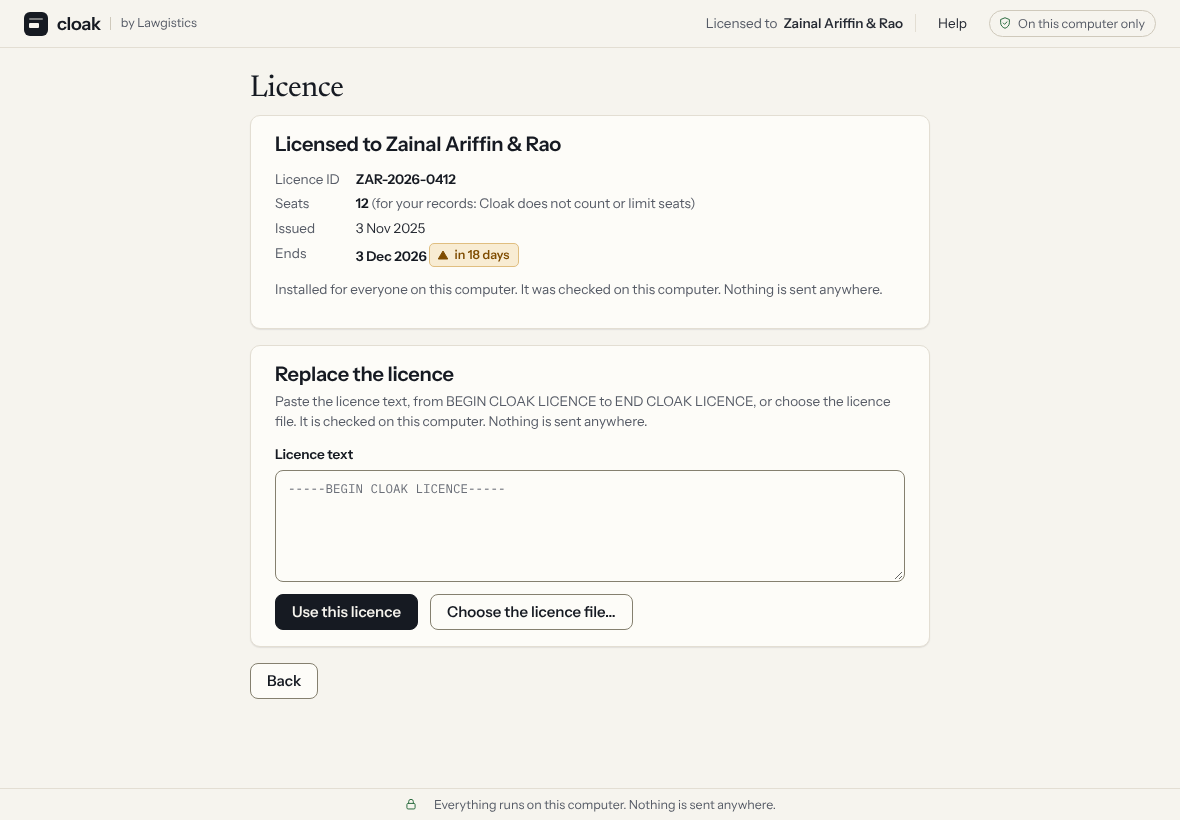 cloak by Lawgistics
Licensed to Zainal Ariffin & Rao
Help
On this computer only
Licence
Licensed to Zainal Ariffin & Rao
Licence ID ZAR-2026-0412
Seats 12 (for your records: Cloak does not count or limit seats)
Issued 3 Nov 2025
Ends 3 Dec 2026 in 18 days
Installed for everyone on this computer. It was checked on this computer. Nothing is sent anywhere.
Replace the licence
Paste the licence text, from BEGIN CLOAK LICENCE to END CLOAK LICENCE, or choose the licence
file. It is checked on this computer. Nothing is sent anywhere.
Licence text
-----BEGIN CLOAK LICENCE-----
Use this licence
Choose the licence file...
Back
Everything runs on this computer. Nothing is sent anywhere.